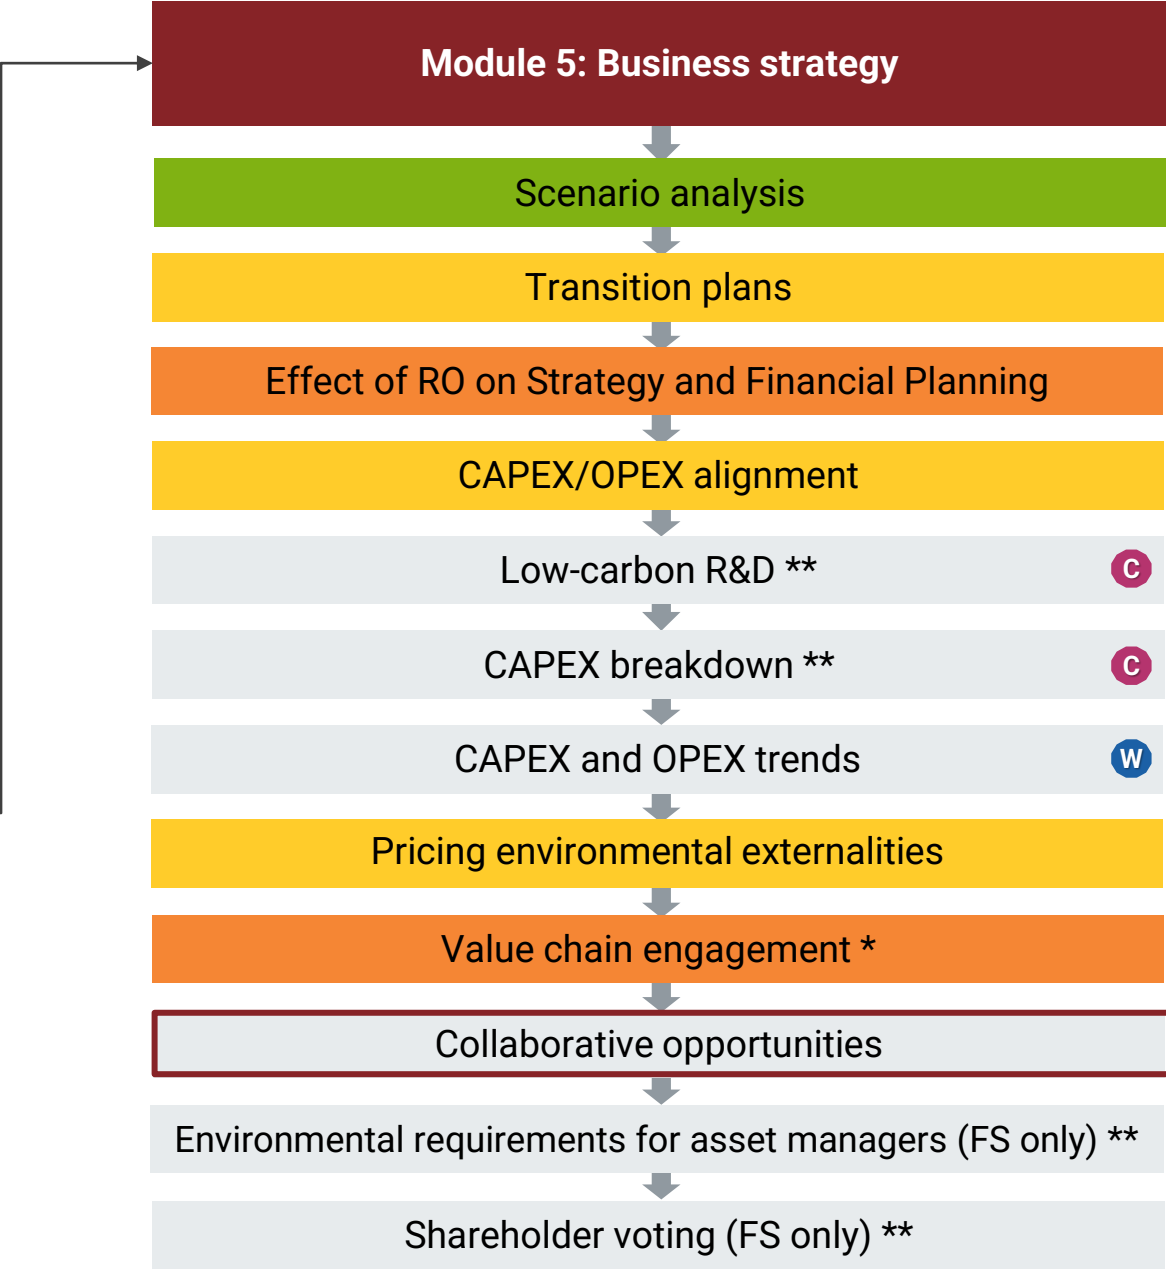 Module 5: Business strategy
Scenario analysis
Transition plans
Effect of RO on Strategy and Financial Planning
CAPEX/OPEX alignment
Low-carbon R&D ** C
CAPEX breakdown ** C
CAPEX and OPEX trends W
Pricing environmental externalities
Value chain engagement *
Collaborative opportunities
Environmental requirements for asset managers (FS only) **
Shareholder voting (FS only) **